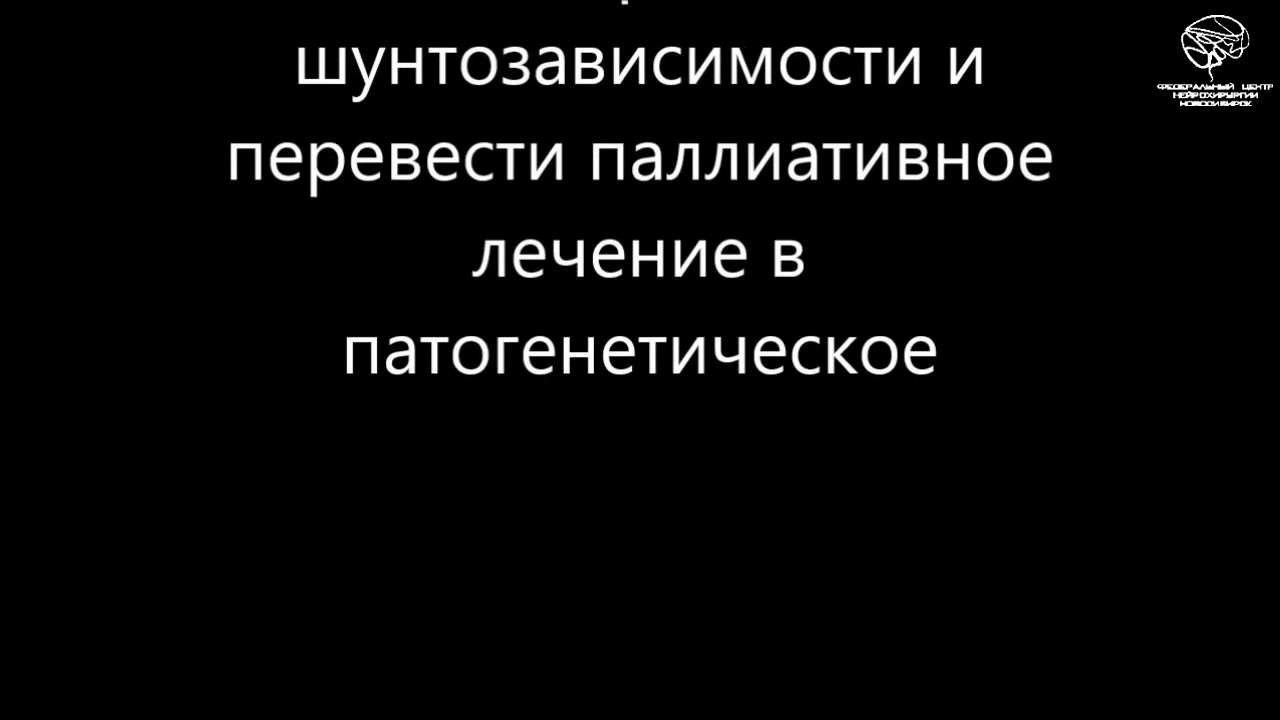 шунтозависимости и
перевести паллиативное
лечение в
патогенетическое
ФЕДЕРАЛЬНЫЙ ЦЕНТР
НЕЙРОХИРУРГИИ
НОВОСИБИРСК